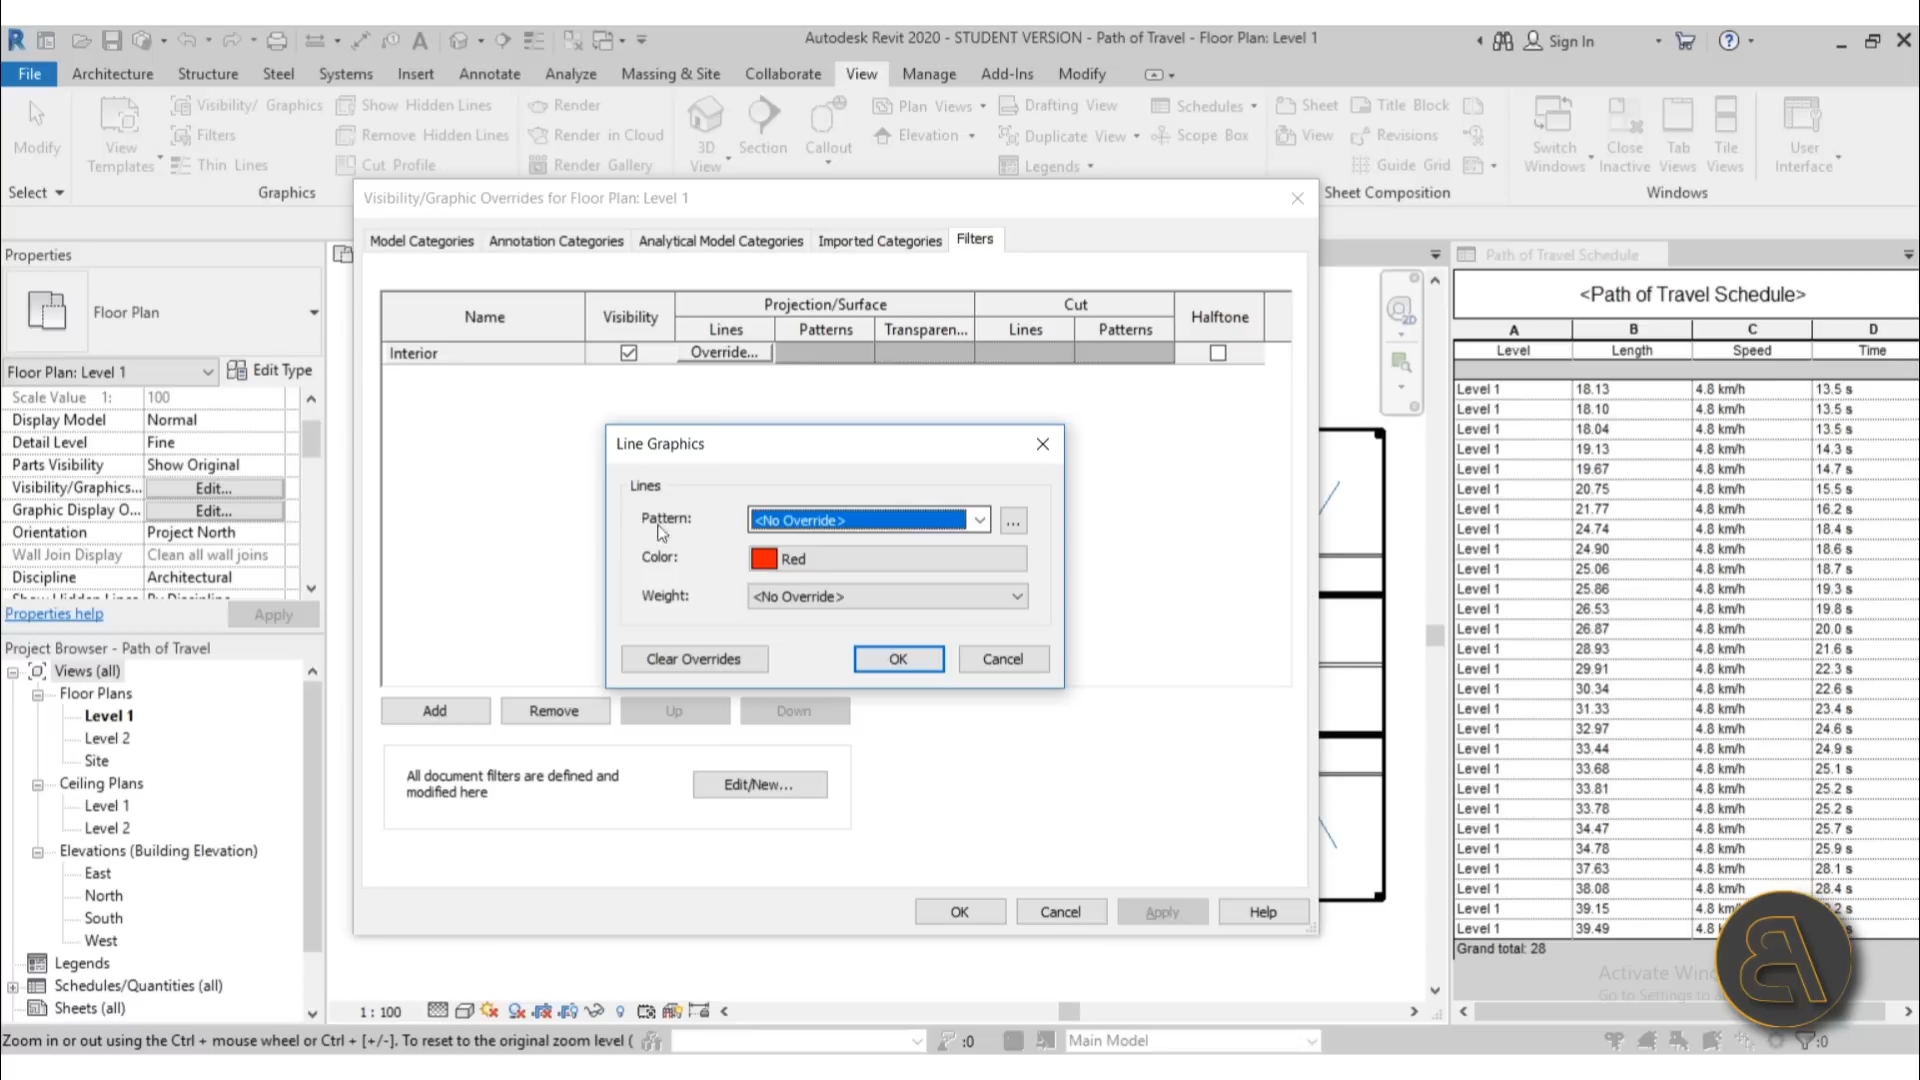 Autodesk Revit 2020 - STUDENT VERSION - Path of Travel - Floor Plan: Level 1
Sign In
File Architecture Structure Steel Systems Insert Annotate Analyze Massing & Site Collaborate View Manage Add-Ins Modify
Modify
View Templates
Visibility/ Graphics
Filters
Thin Lines
Show Hidden Lines
Remove Hidden Lines
Cut Profile
Render
Render in Cloud
Render Gallery
3D View
Section
Callout
Plan Views
Elevation
Drafting View
Duplicate View
Legends
Schedules
Scope Box
Sheet
View
Title Block
Revisions
Guide Grid
Switch Windows
Close Inactive
Tab Views
Tile Views
User Interface
Select
Graphics
Sheet Composition
Windows
Properties
Floor Plan
Floor Plan: Level 1
Edit Type
Scale Value 1: 100
Display Model Normal
Detail Level Fine
Parts Visibility Show Original
Visibility/Graphics... Edit...
Graphic Display O... Edit...
Orientation Project North
Wall Join Display Clean all wall joins
Discipline Architectural
Properties help
Apply
Project Browser - Path of Travel
Views (all)
Floor Plans
Level 1
Level 2
Site
Ceiling Plans
Level 1
Level 2
Elevations (Building Elevation)
East
North
South
West
Legends
Schedules/Quantities (all)
Sheets (all)
Visibility/Graphic Overrides for Floor Plan: Level 1
Model Categories Annotation Categories Analytical Model Categories Imported Categories Filters
Name Visibility Projection/Surface Cut Halftone
Lines Patterns Transparen... Lines Patterns
Interior Override...
Line Graphics
Lines
Pattern: <No Override> ...
Color: Red
Weight: <No Override>
Clear Overrides OK Cancel
Add Remove Up Down
All document filters are defined and
modified here
Edit/New...
OK Cancel Apply Help
Path of Travel Schedule
<Path of Travel Schedule>
A B C D
Level Length Speed Time
Level 1 18.13 4.8 km/h 13.5 s
Level 1 18.10 4.8 km/h 13.5 s
Level 1 18.04 4.8 km/h 13.5 s
Level 1 19.13 4.8 km/h 14.3 s
Level 1 19.67 4.8 km/h 14.7 s
Level 1 20.75 4.8 km/h 15.5 s
Level 1 21.77 4.8 km/h 16.2 s
Level 1 24.74 4.8 km/h 18.4 s
Level 1 24.90 4.8 km/h 18.6 s
Level 1 25.06 4.8 km/h 18.7 s
Level 1 25.86 4.8 km/h 19.3 s
Level 1 26.53 4.8 km/h 19.8 s
Level 1 26.87 4.8 km/h 20.0 s
Level 1 28.93 4.8 km/h 21.6 s
Level 1 29.91 4.8 km/h 22.3 s
Level 1 30.34 4.8 km/h 22.6 s
Level 1 31.33 4.8 km/h 23.4 s
Level 1 32.97 4.8 km/h 24.6 s
Level 1 33.44 4.8 km/h 24.9 s
Level 1 33.68 4.8 km/h 25.1 s
Level 1 33.81 4.8 km/h 25.2 s
Level 1 33.78 4.8 km/h 25.2 s
Level 1 34.47 4.8 km/h 25.7 s
Level 1 34.78 4.8 km/h 25.9 s
Level 1 37.63 4.8 km/h 28.1 s
Level 1 38.08 4.8 km/h 28.4 s
Level 1 39.15 4.8 km 2 s
Level 1 39.49 4.8
Grand total: 28
Activate Win
Go to Settings to
1 : 100
Zoom in or out using the Ctrl + mouse wheel or Ctrl + [+/-]. To reset to the original zoom level (
:0
Main Model
:0